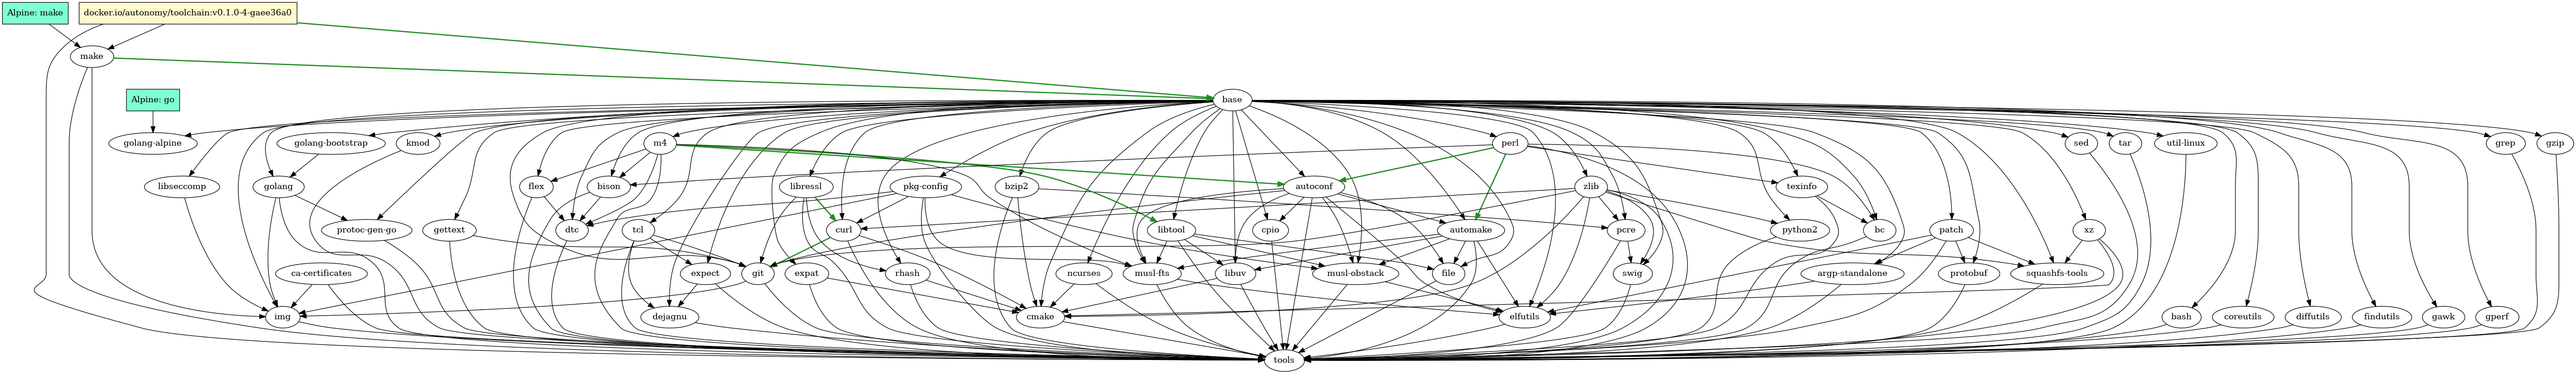 Alpine: make
docker.io/autonomy/toolchain:v0.1.0-4-gaee36a0
make
Alpine: go
base
golang-alpine
golang-bootstrap
kmod
m4
perl
sed
tar
util-linux
grep
gzip
libseccomp
golang
flex
bison
libressl
pkg-config
bzip2
autoconf
zlib
texinfo
protoc-gen-go
gettext
dtc
tcl
curl
libtool
cpio
automake
pcre
python2
bc
patch
xz
ca-certificates
expect
git
expat
rhash
ncurses
musl-fts
libuv
musl-obstack
file
swig
argp-standalone
protobuf
squashfs-tools
img
dejagnu
cmake
elfutils
bash
coreutils
diffutils
findutils
gawk
gperf
tools